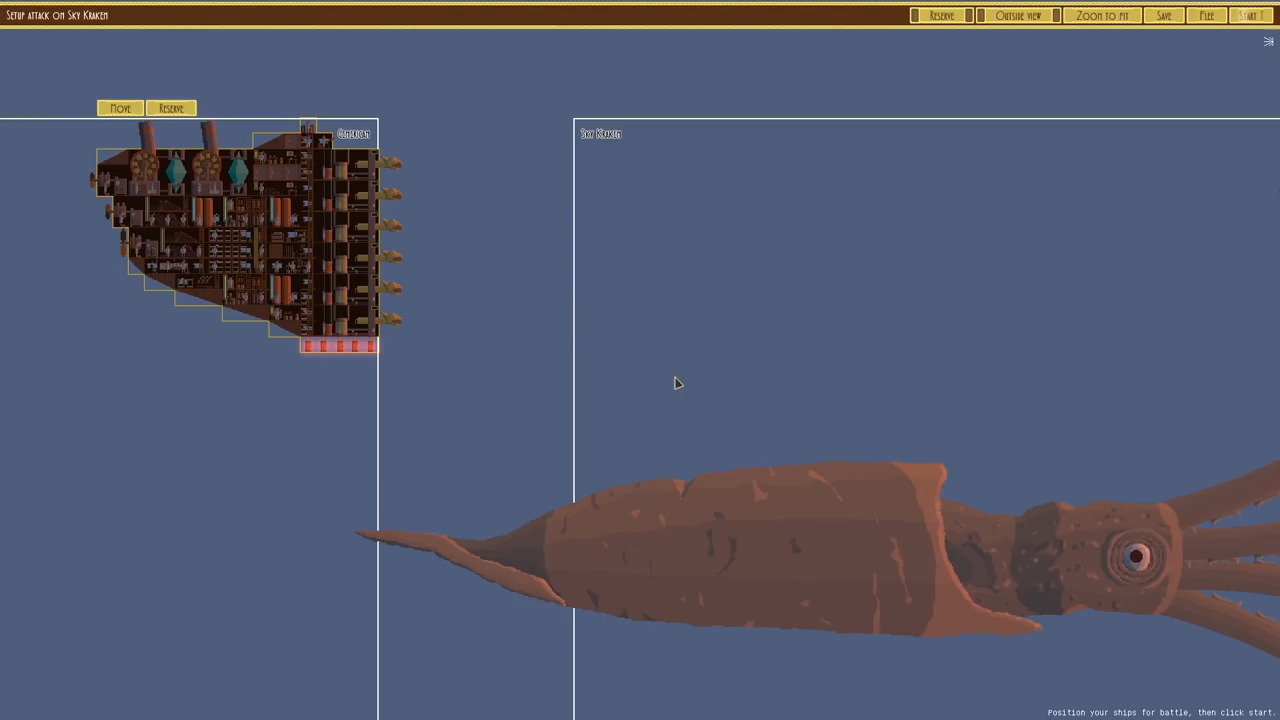 Setup attack on Sky Kraken
Reserve
Outside view
Zoom to fit
Save
Flee
Start !
Move
Reserve
Sky Kraken
Position your ships for battle, then click start.